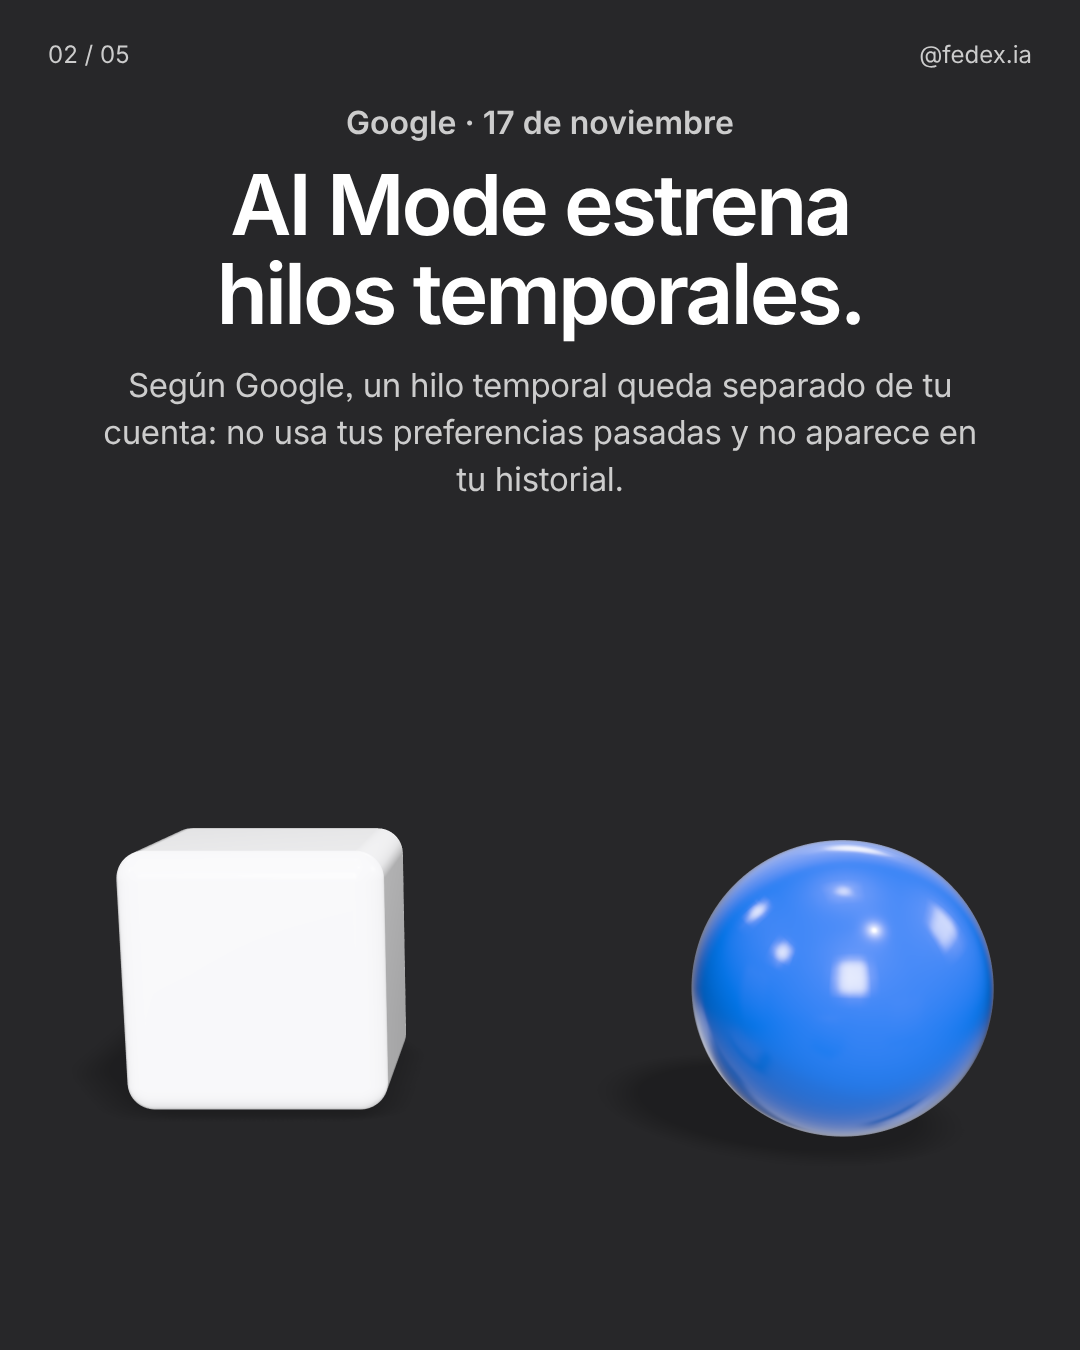 02 / 05
@fedex.ia
Google · 17 de noviembre
AI Mode estrena
hilos temporales.
Según Google, un hilo temporal queda separado de tu
cuenta: no usa tus preferencias pasadas y no aparece en
tu historial.